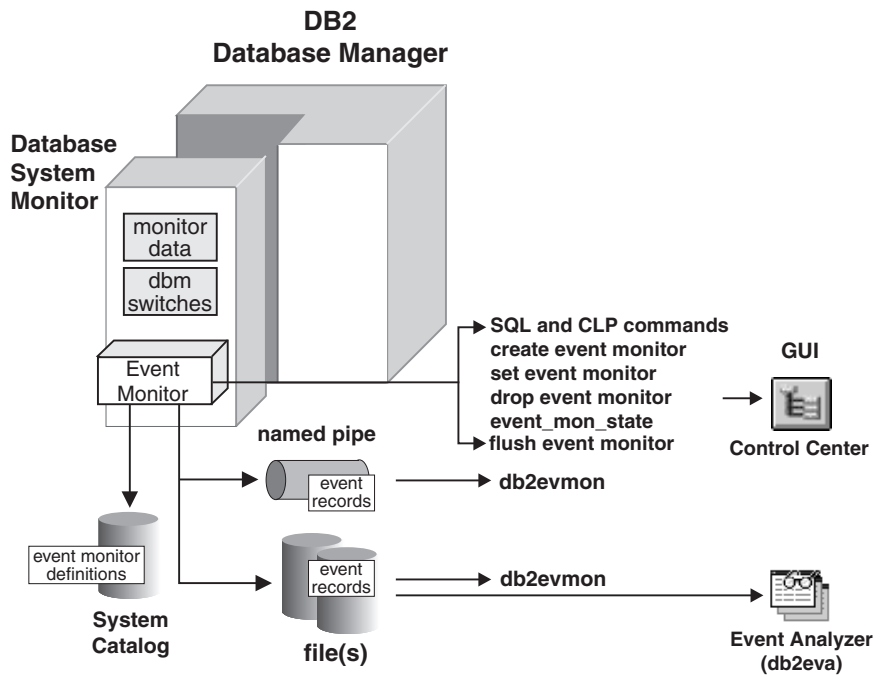 DB2
Database Manager
Database
System
Monitor
monitor
data
dbm
switches
Event
Monitor
SQL and CLP commands
create event monitor
set event monitor
drop event monitor
event_mon_state
flush event monitor
GUI
Control Center
named pipe
event
records
db2evmon
event monitor
definitions
System
Catalog
event
records
file(s)
db2evmon
Event Analyzer
(db2eva)